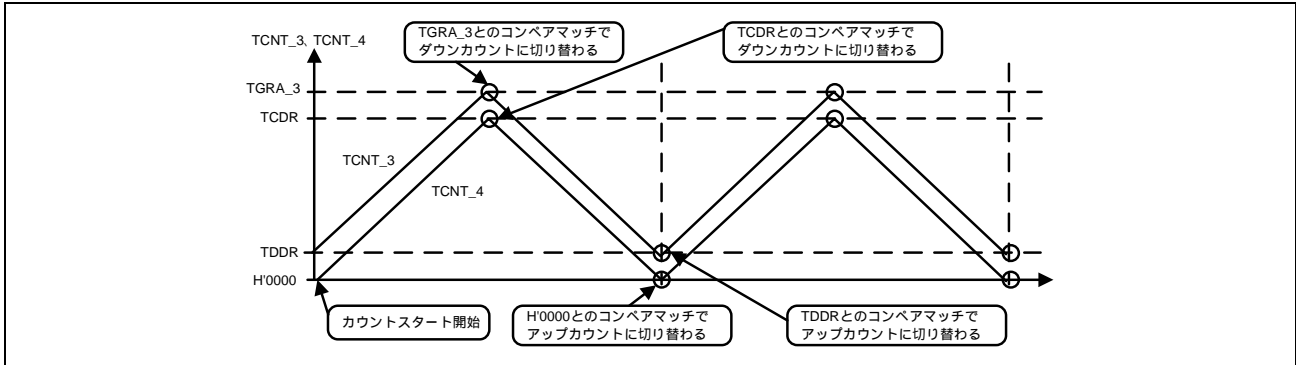 TCNT_3、TCNT_4
TGRA_3とのコンペアマッチで
ダウンカウントに切り替わる
TCDRとのコンペアマッチで
ダウンカウントに切り替わる
TGRA_3
TCDR
TCNT_3
TCNT_4
TDDR
H'0000
カウントスタート開始
H'0000とのコンペアマッチで
アップカウントに切り替わる
TDDRとのコンペアマッチで
アップカウントに切り替わる